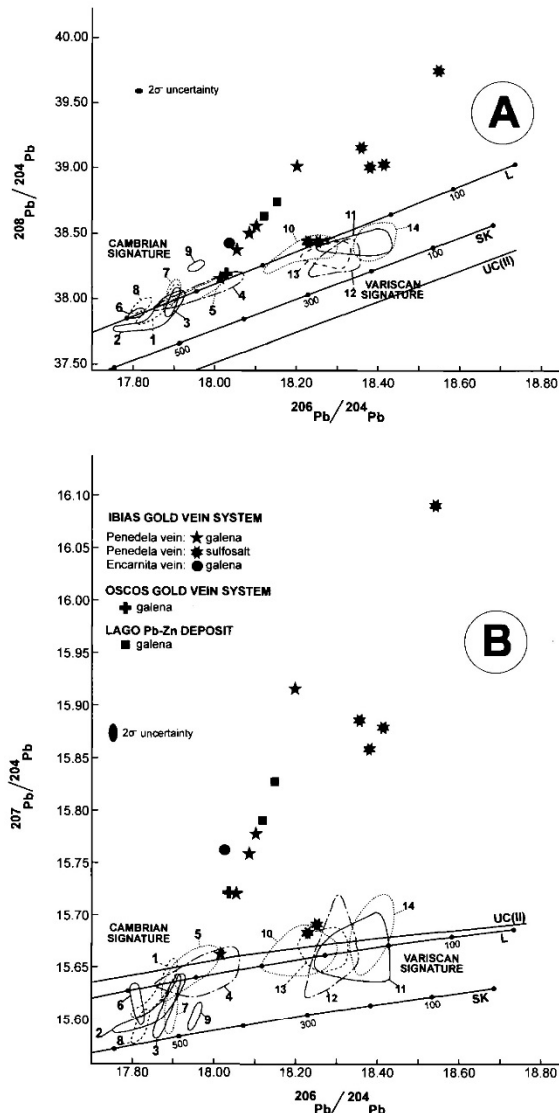 40.00
2σ uncertainty
39.50
A
39.00
100
L
208Pb/204Pb
38.50
10
11
14
SK
CAMBRIAN
SIGNATURE
9
100
8
7
13
VARISCAN
SIGNATURE
UC(II)
38.00
6
5
4
12
300
2
1
3
500
37.50
17.80
18.00
18.20
18.40
18.60
18.80
206Pb/204Pb
16.10
IBIAS GOLD VEIN SYSTEM
Penedela vein: galena
16.05
Penedela vein: sulfosalt
Encarnita vein: galena
16.00
OSCOS GOLD VEIN SYSTEM
galena
LAGO Pb-Zn DEPOSIT
B
15.95
galena
15.90
2σ uncertainty
207Pb/204Pb
15.85
15.80
15.75
15.70
14
CAMBRIAN
SIGNATURE
5
10
UC(II)
1
100
L
15.65
VARISCAN
SIGNATURE
6
4
13
12
11
7
SK
2
9
300
100
15.60
8
3
500
17.80
18.00
18.20
18.40
18.60
18.80
206Pb/204Pb